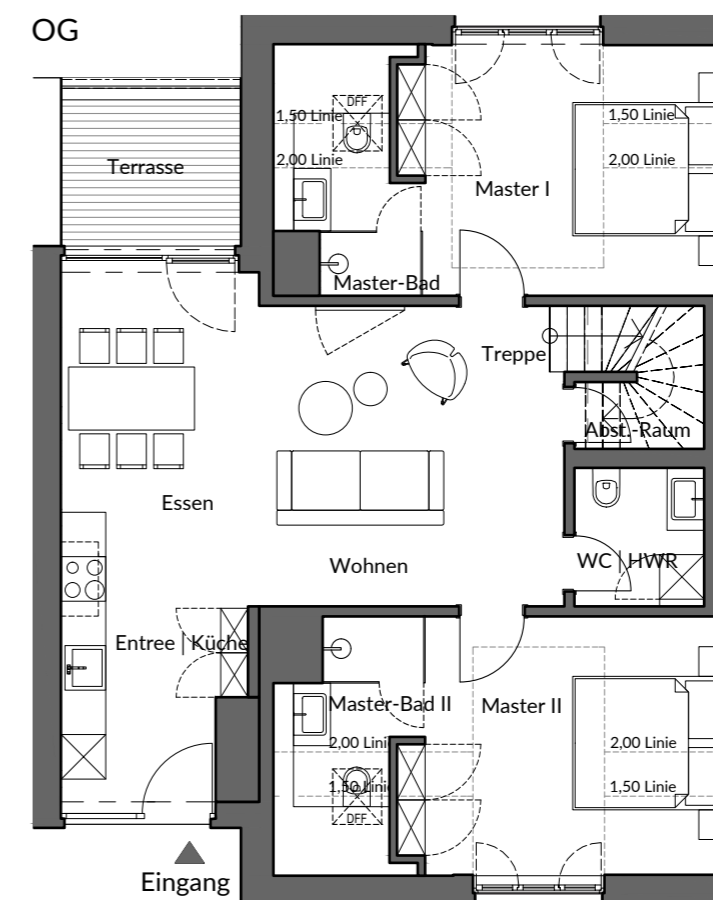 OG
DFF
1,50 Linie
1,50 Linie
2,00 Linie
2,00 Linie
Terrasse
Master I
Master-Bad
Treppe
Abst.-Raum
Essen
Wohnen
WC | HWR
Entree | Küche
Master-Bad II
Master II
2,00 Linie
2,00 Linie
1,50 Linie
1,50 Linie
DFF
Eingang